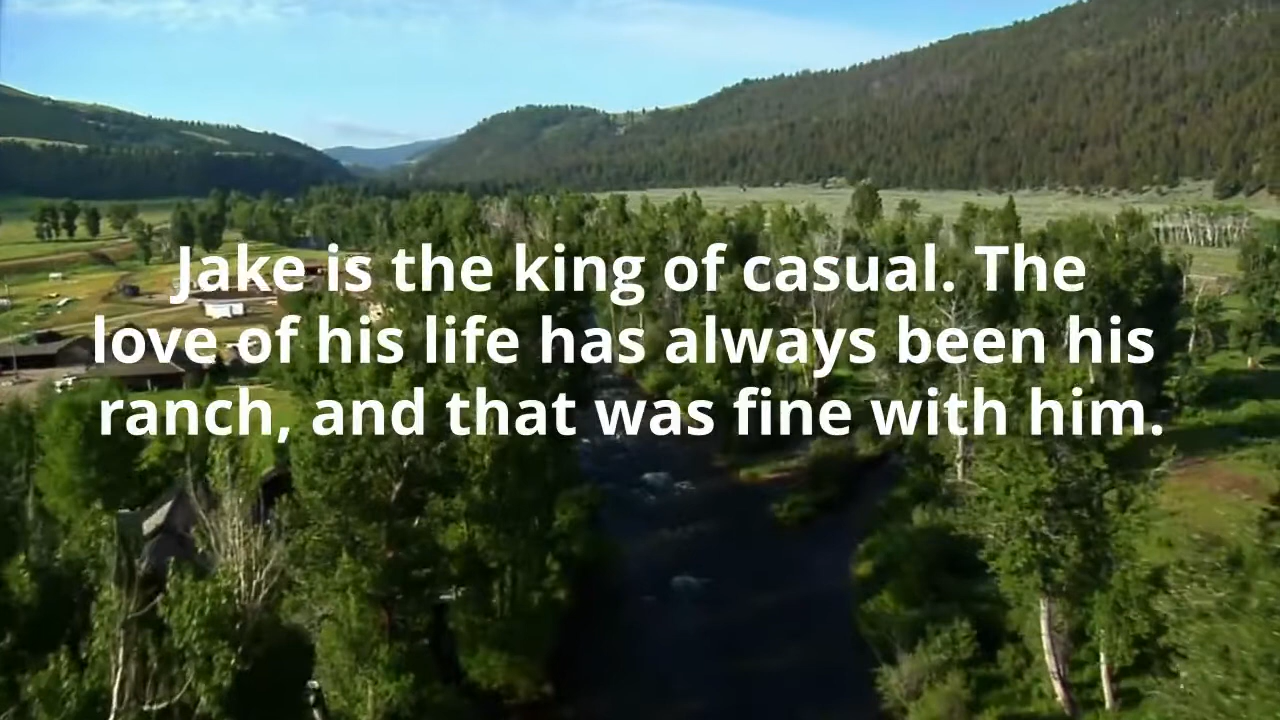 Jake is the king of casual. The
love of his life has always been his
ranch, and that was fine with him.